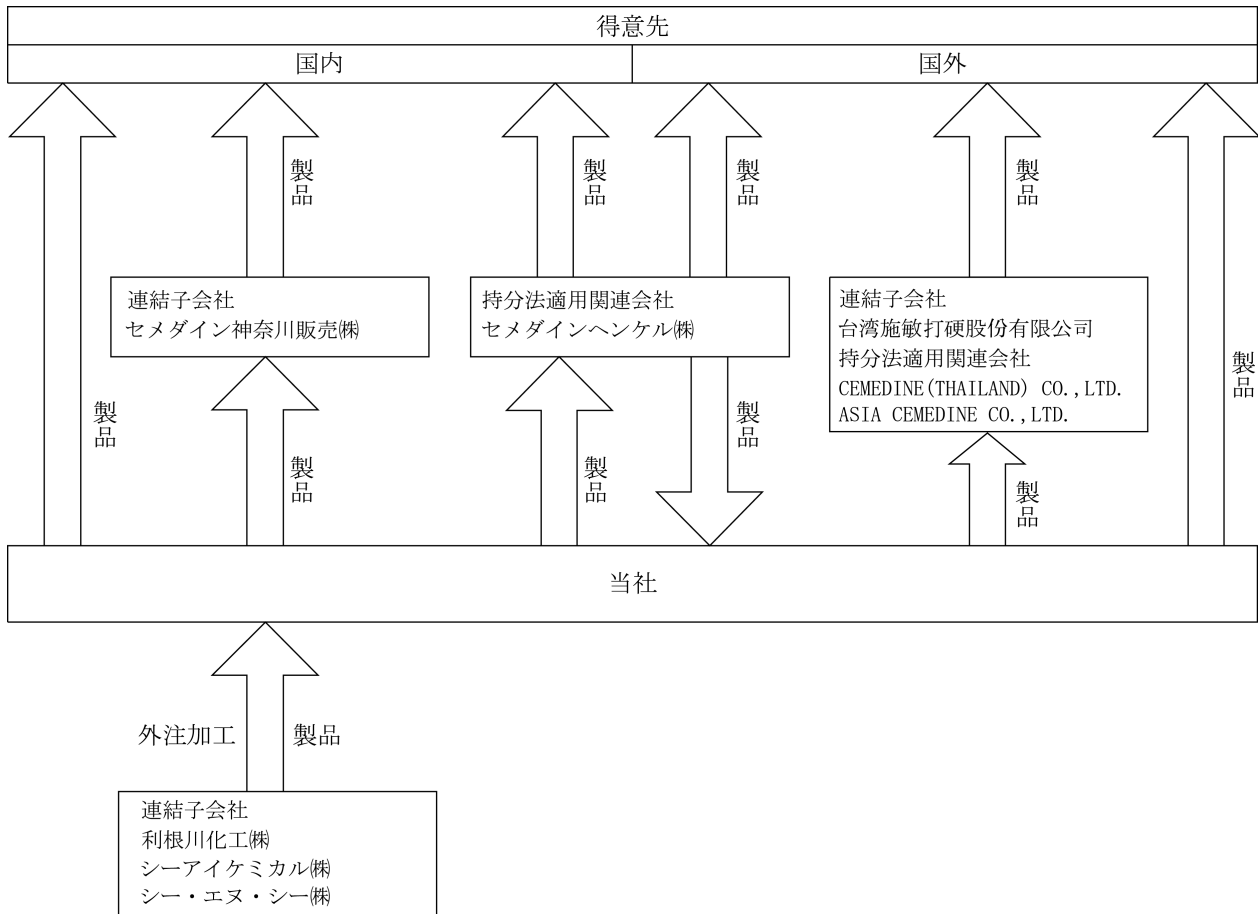 得意先
国内
国外
製品
製品
製品
製品
連結子会社
セメダイン神奈川販売㈱
持分法適用関連会社
セメダインヘンケル㈱
連結子会社
台湾施敏打硬股份有限公司
持分法適用関連会社
CEMEDINE(THAILAND) CO.,LTD.
ASIA CEMEDINE CO.,LTD.
製品
製品
製品
製品
製品
製品
当社
外注加工
製品
連結子会社
利根川化工㈱
シーアイケミカル㈱
シー・エヌ・シー㈱